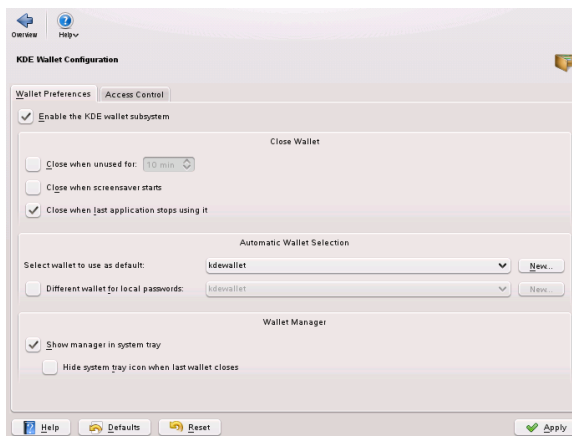 Overview Help
KDE Wallet Configuration
Wallet Preferences Access Control
Enable the KDE wallet subsystem
Close Wallet
Close when unused for: 10 min
Close when screensaver starts
Close when last application stops using it
Automatic Wallet Selection
Select wallet to use as default: kdewallet New...
Different wallet for local passwords: kdewallet New...
Wallet Manager
Show manager in system tray
Hide system tray icon when last wallet closes
Help Defaults Reset Apply